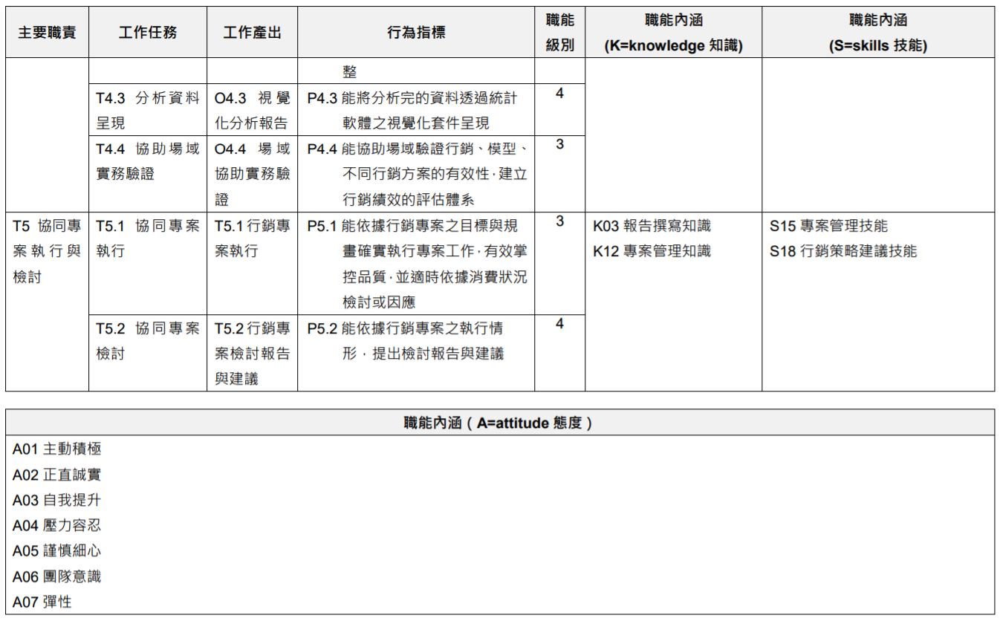 主要職責 工作任務 工作產出 行為指標 職能級別 職能內涵 (K=knowledge 知識) 職能內涵 (S=skills 技能)
整
T4.3 分析資料
呈現
O4.3 視覺
化分析報告
P4.3 能將分析完的資料透過統計
軟體之視覺化套件呈現
4
T4.4 協助場域
實務驗證
O4.4 場域
協助實務驗
證
P4.4 能協助場域驗證行銷、模型、
不同行銷方案的有效性,建立
行銷績效的評估體系
3
T5 協同專
案執行與
檢討
T5.1 協同專案
執行
T5.1 行銷專
案執行
P5.1 能依據行銷專案之目標與規
畫確實執行專案工作,有效掌
控品質,並適時依據消費狀況
檢討或因應
3
K03 報告撰寫知識
K12 專案管理知識
S15 專案管理技能
S18 行銷策略建議技能
T5.2 協同專案
檢討
T5.2 行銷專
案檢討報告
與建議
P5.2 能依據行銷專案之執行情
形,提出檢討報告與建議
4
職能內涵(A=attitude 態度)
A01 主動積極
A02 正直誠實
A03 自我提升
A04 壓力容忍
A05 謹慎細心
A06 團隊意識
A07 彈性